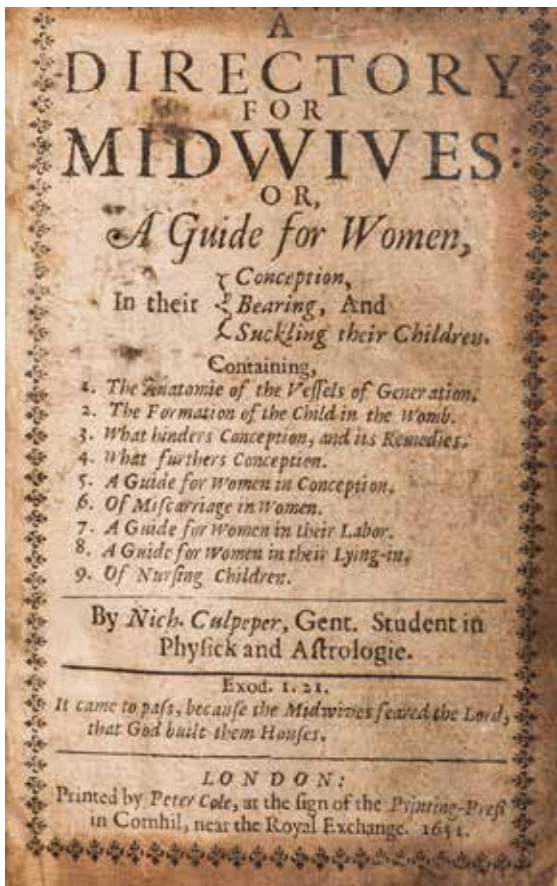 A
DIRECTORY
FOR
MIDWIVES:
OR,
A Guide for Women,
Conception,
In their Bearing, And
Suckling their Children.
Containing,
1. The Anatomie of the Veſſels of Generation.
2. The Formation of the Child in the Womb.
3. What hinders Conception, and its Remedies.
4. What furthers Conception.
5. A Guide for Women in Conception.
6. Of Miſcarriage in Women.
7. A Guide for Women in their Labor.
8. A Guide for Women in their Lying-in.
9. Of Nurſing Children.
By Nich. Culpeper, Gent. Student in
Phyſick and Aſtrologie.
Exod. 1. 21.
It came to paſs, becauſe the Midwives feared the Lord,
that God built them Houſes.
LONDON:
Printed by Peter Cole, at the ſign of the Printing-Preſſ
in Cornhil, near the Royal Exchange. 1651.